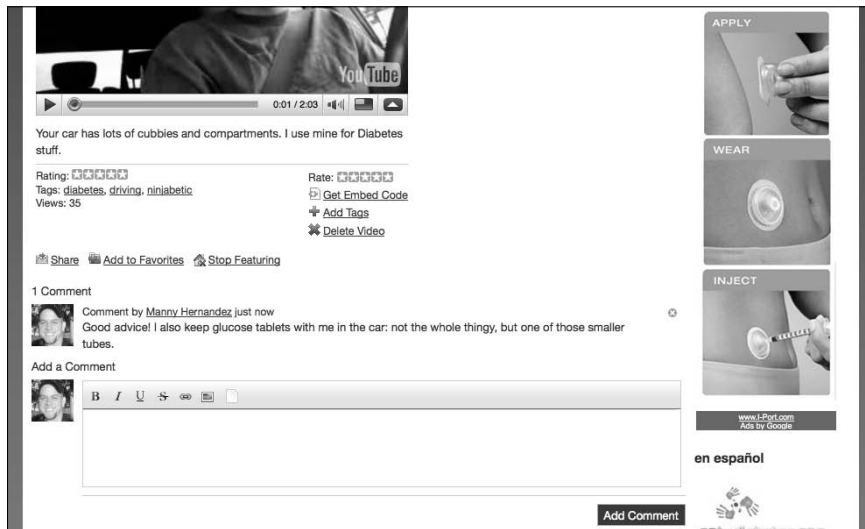 YouTube
0:01 / 2:03
Your car has lots of cubbies and compartments. I use mine for Diabetes
stuff.
Rating:
Tags: diabetes, driving, ninjabetic
Views: 35
Rate:
Get Embed Code
Add Tags
Delete Video
Share Add to Favorites Stop Featuring
1 Comment
Comment by Manny Hernandez just now
Good advice! I also keep glucose tablets with me in the car: not the whole thingy, but one of those smaller
tubes.
Add a Comment
B I U S
Add Comment
APPLY
WEAR
INJECT
www.I-Port.com
Ads by Google
en español